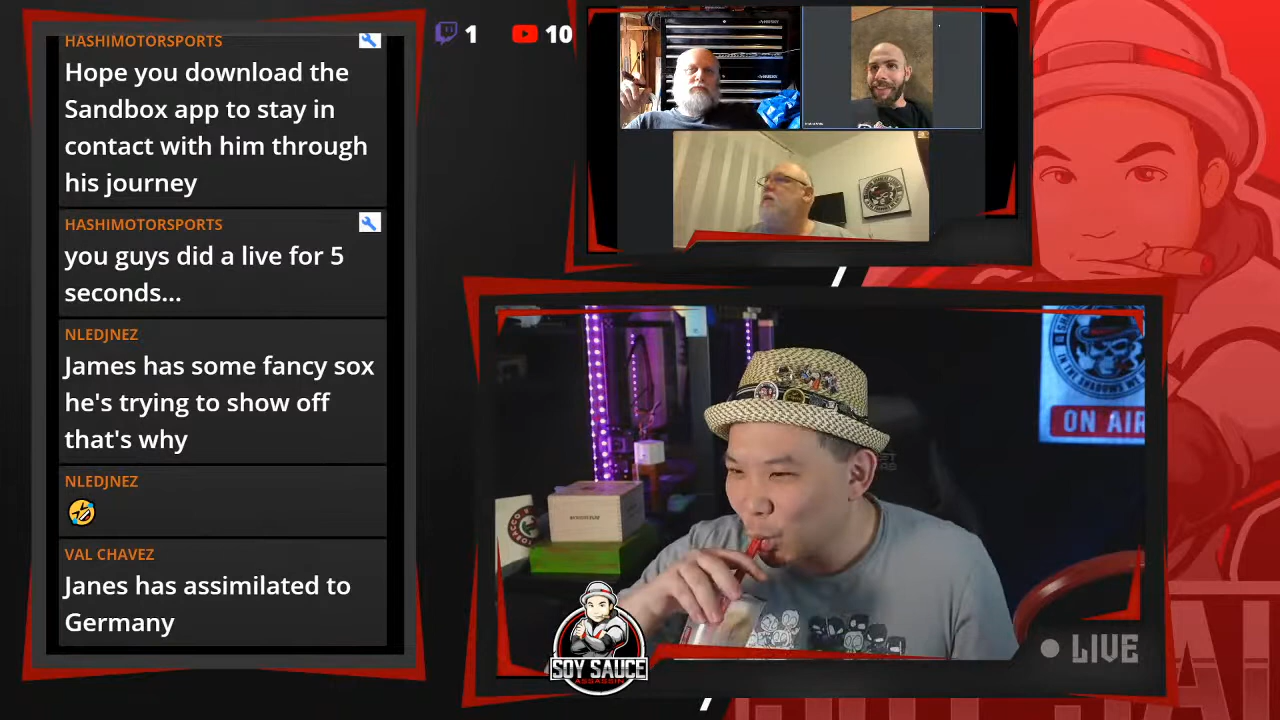 HASHIMOTORSPORTS
Hope you download the
Sandbox app to stay in
contact with him through
his journey
HASHIMOTORSPORTS
you guys did a live for 5
seconds...
NLEDJNEZ
James has some fancy sox
he's trying to show off
that's why
NLEDJNEZ
VAL CHAVEZ
Janes has assimilated to
Germany
1
10
ON AIR
LIVE
SOY SAUCE
ASSASSIN